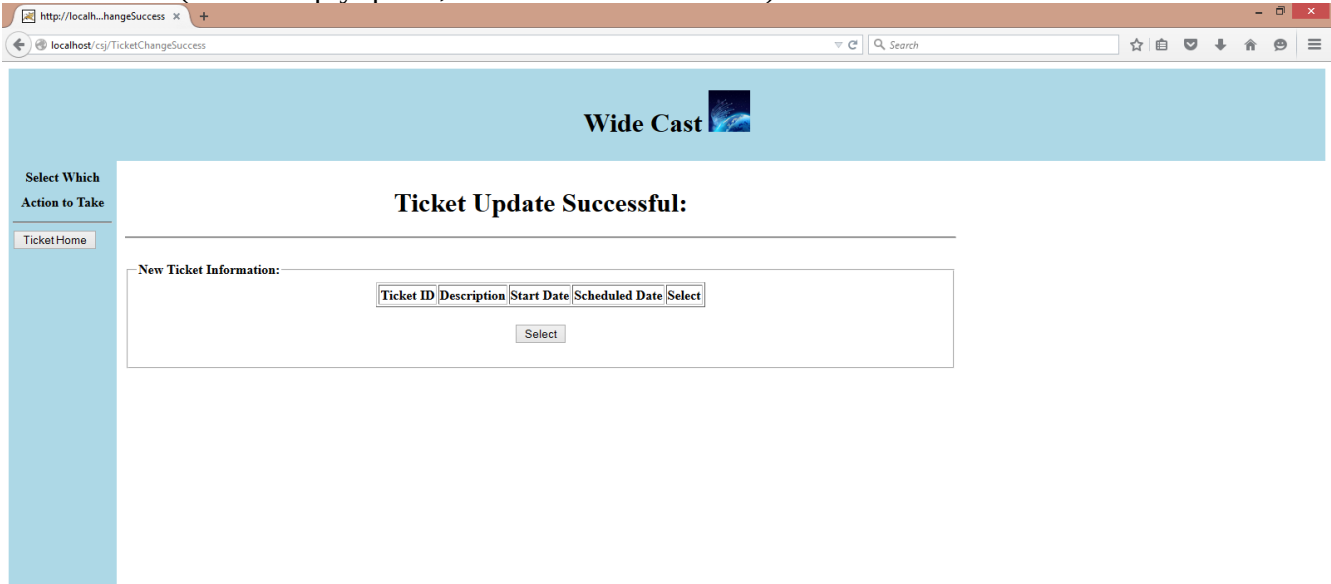 http://localh...hangeSuccess × +
localhost/csj/TicketChangeSuccess
Search
Wide Cast
Select Which
Action to Take
Ticket Home
Ticket Update Successful:
New Ticket Information:
Ticket ID Description Start Date Scheduled Date Select
Select